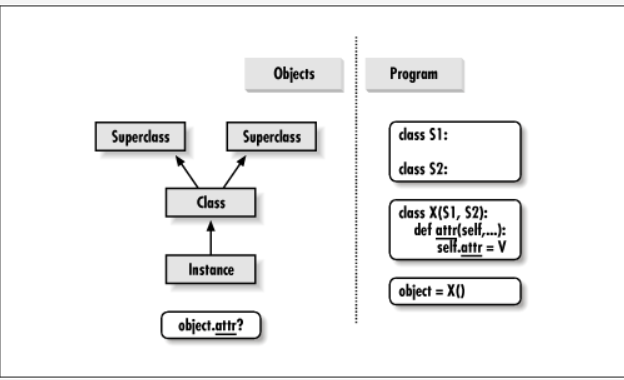 Objects
Program
Superclass
Superclass
Class
Instance
object.attr?
class S1:
class S2:
class X(S1, S2):
def attr(self,...):
self.attr = V
object = X()